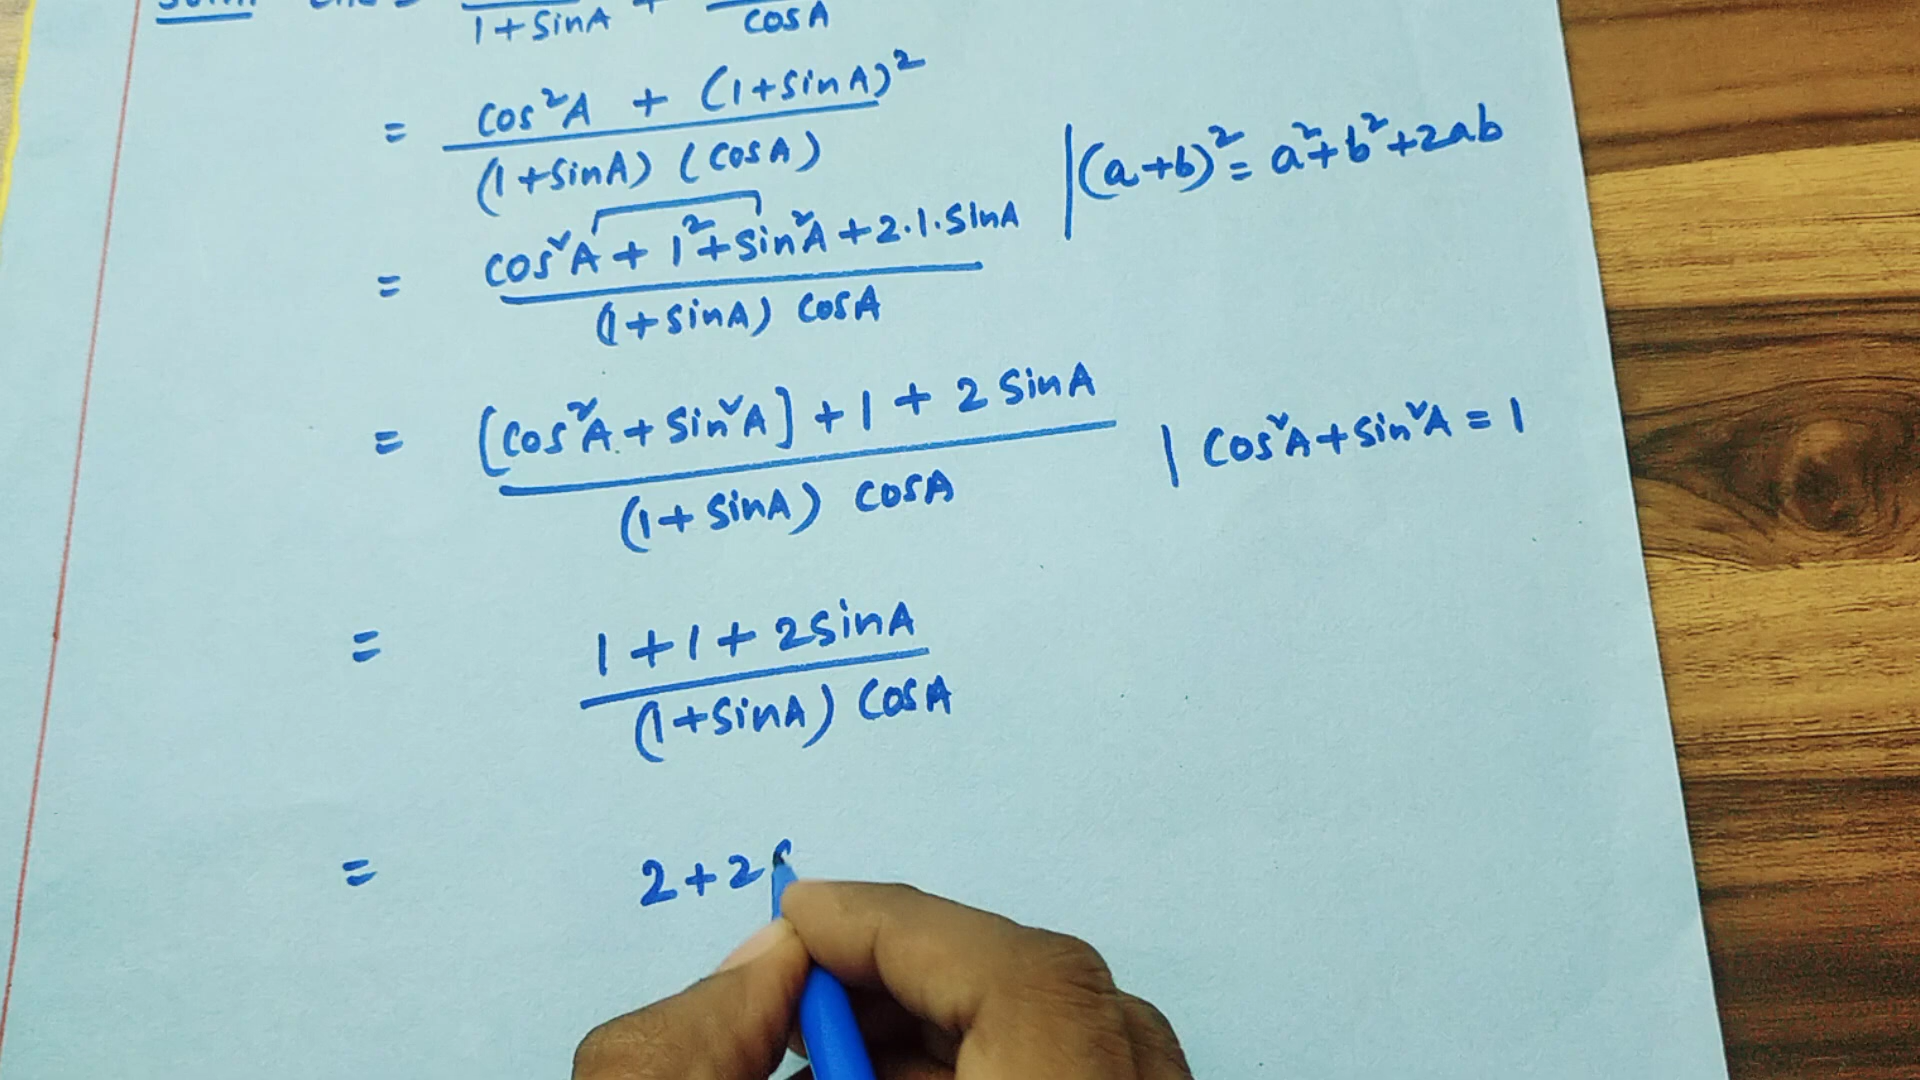 1+sinA + cosA
= cos²A + (1+sinA)²
(1+sinA) (cosA)
|(a+b)² = a²+b²+2ab
= cos²A + 1²+sin²A+2.1.sinA
(1+sinA) cosA
= [cos²A+sin²A]+1+2sinA
(1+sinA) cosA
| cos²A+sin²A = 1
= 1+1+2sinA
(1+sinA) cosA
= 2+2